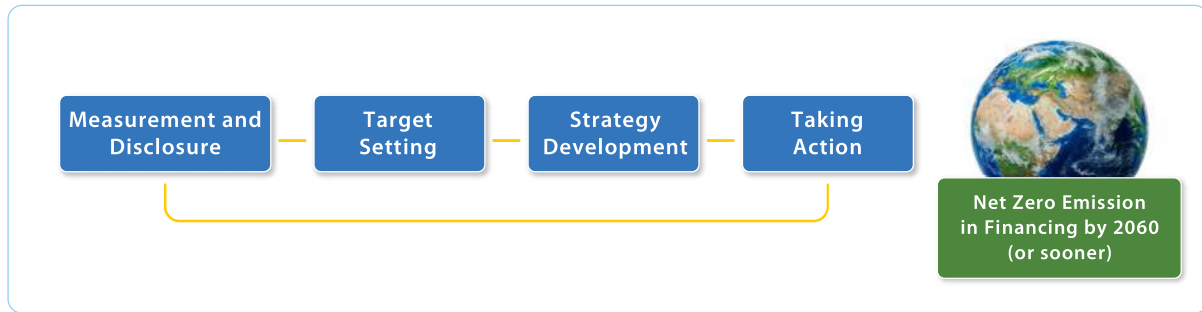 Measurement and
Disclosure
Target
Setting
Strategy
Development
Taking
Action
Net Zero Emission
in Financing by 2060
(or sooner)